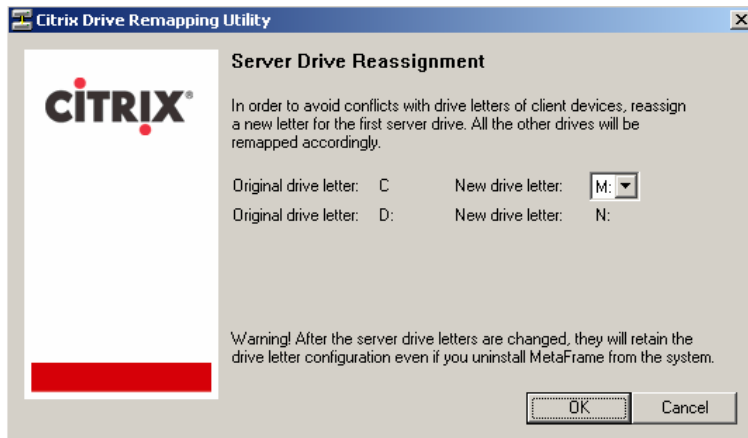 Citrix Drive Remapping Utility
CiTRIX®
Server Drive Reassignment
In order to avoid conflicts with drive letters of client devices, reassign
a new letter for the first server drive. All the other drives will be
remapped accordingly.
Original drive letter: C New drive letter: M:
Original drive letter: D: New drive letter: N:
Warning! After the server drive letters are changed, they will retain the
drive letter configuration even if you uninstall MetaFrame from the system.
OK Cancel